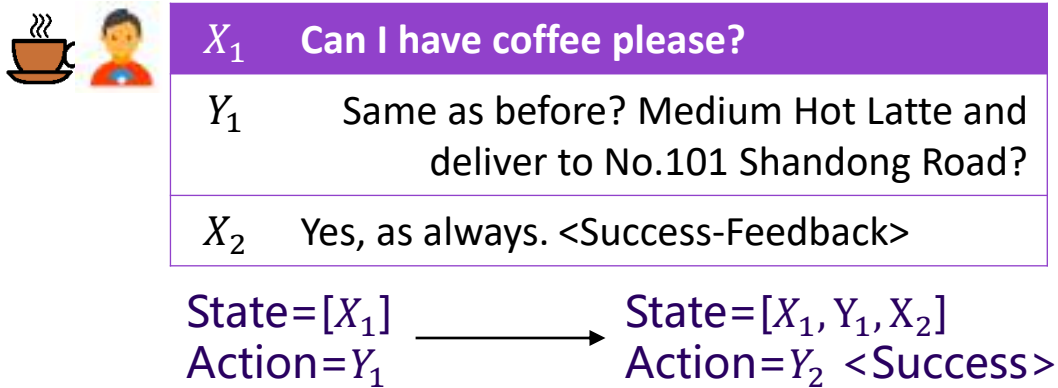 X₁ Can I have coffee please?
Y₁ Same as before? Medium Hot Latte and
deliver to No.101 Shandong Road?
X₂ Yes, as always. <Success-Feedback>
State=[X₁] State=[X₁, Y₁, X₂]
Action=Y₁ Action=Y₂ <Success>